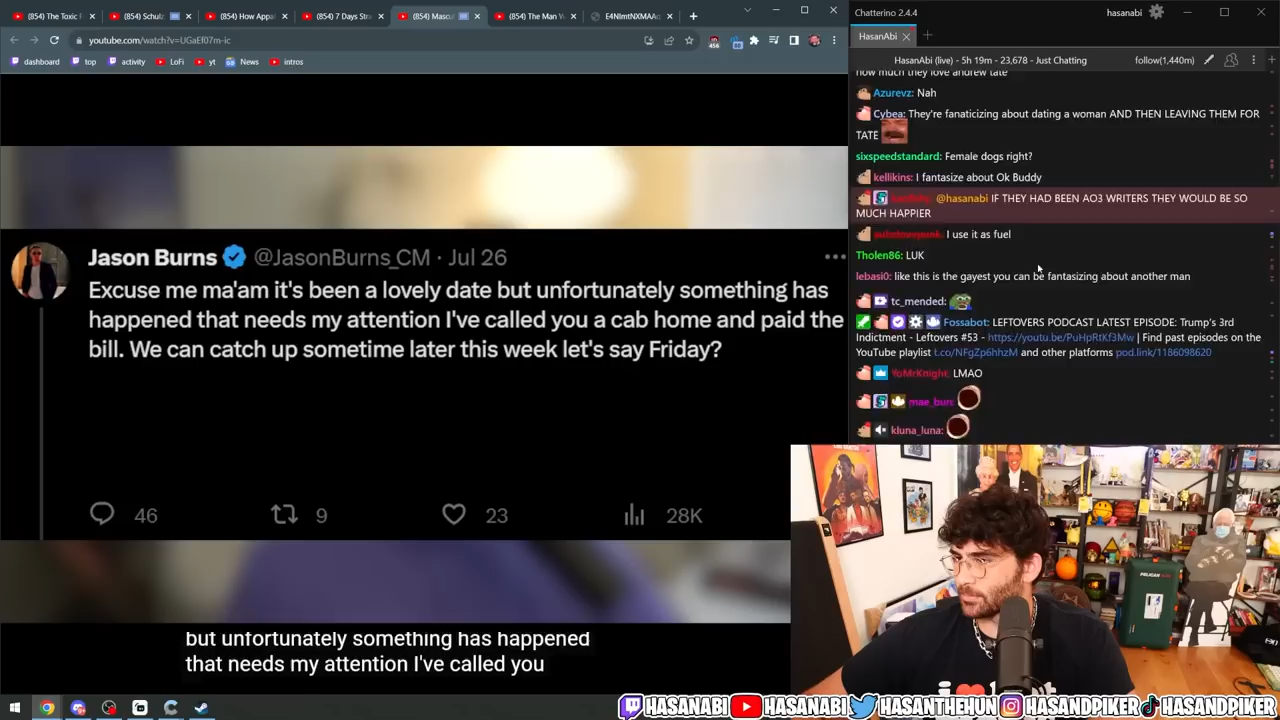 (854) The Toxic
(854) Schulz
(854) How Appa
(854) 7 Days Stra
(854) Mascu
(854) The Man W
E4NImtNXMAAo
youtube.com/watch?v=UGaEf07m-ic
dashboard
top
activity
LoFi
yt
News
intros
Jason Burns @JasonBurns_CM · Jul 26
Excuse me ma'am it's been a lovely date but unfortunately something has
happened that needs my attention I've called you a cab home and paid the
bill. We can catch up sometime later this week let's say Friday?
46
9
23
28K
but unfortunately something has happened
that needs my attention I've called you
Chatterino 2.4.4
hasanabi
HasanAbi
HasanAbi (live) - 5h 19m - 23,678 - Just Chatting
follow(1,440m)
how much they love andrew tate
Azurevz: Nah
Cybea: They're fanaticizing about dating a woman AND THEN LEAVING THEM FOR
TATE
sixspeedstandard: Female dogs right?
kellikins: I fantasize about Ok Buddy
@hasanabi IF THEY HAD BEEN AO3 WRITERS THEY WOULD BE SO
MUCH HAPPIER
I use it as fuel
Tholen86: LUK
lebasi0: like this is the gayest you can be fantasizing about another man
tc_mended:
Fossabot: LEFTOVERS PODCAST LATEST EPISODE: Trump's 3rd
Indictment - Leftovers #53 - https://youtu.be/PuHpRtKf3Mw | Find past episodes on the
YouTube playlist t.co/NFgZp6hhzM and other platforms pod.link/1186098620
YoMrKnight: LMAO
mae_bun:
kluna_luna:
PELICAN
HASANABI
HASANABI
HASANTHEHUN
HASANDPIKER
HASANDPIKER